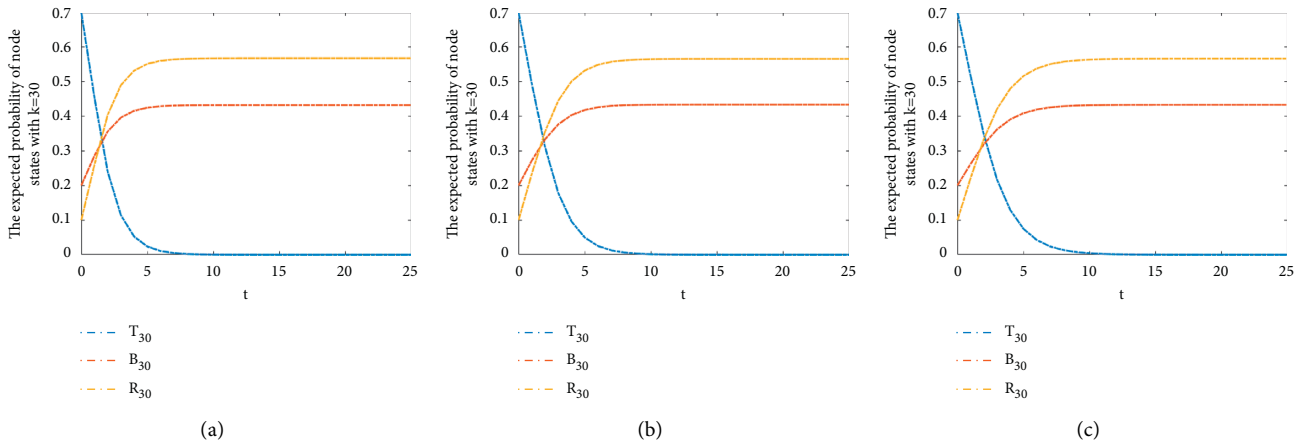 The expected probability of node
states with k=30
0.7
0.6
0.5
0.4
0.3
0.2
0.1
0
0 5 10 15 20 25
t
T30
B30
R30
(a)
The expected probability of node
states with k=30
0.7
0.6
0.5
0.4
0.3
0.2
0.1
0
0 5 10 15 20 25
t
T30
B30
R30
(b)
The expected probability of node
states with k=30
0.7
0.6
0.5
0.4
0.3
0.2
0.1
0
0 5 10 15 20 25
t
T30
B30
R30
(c)